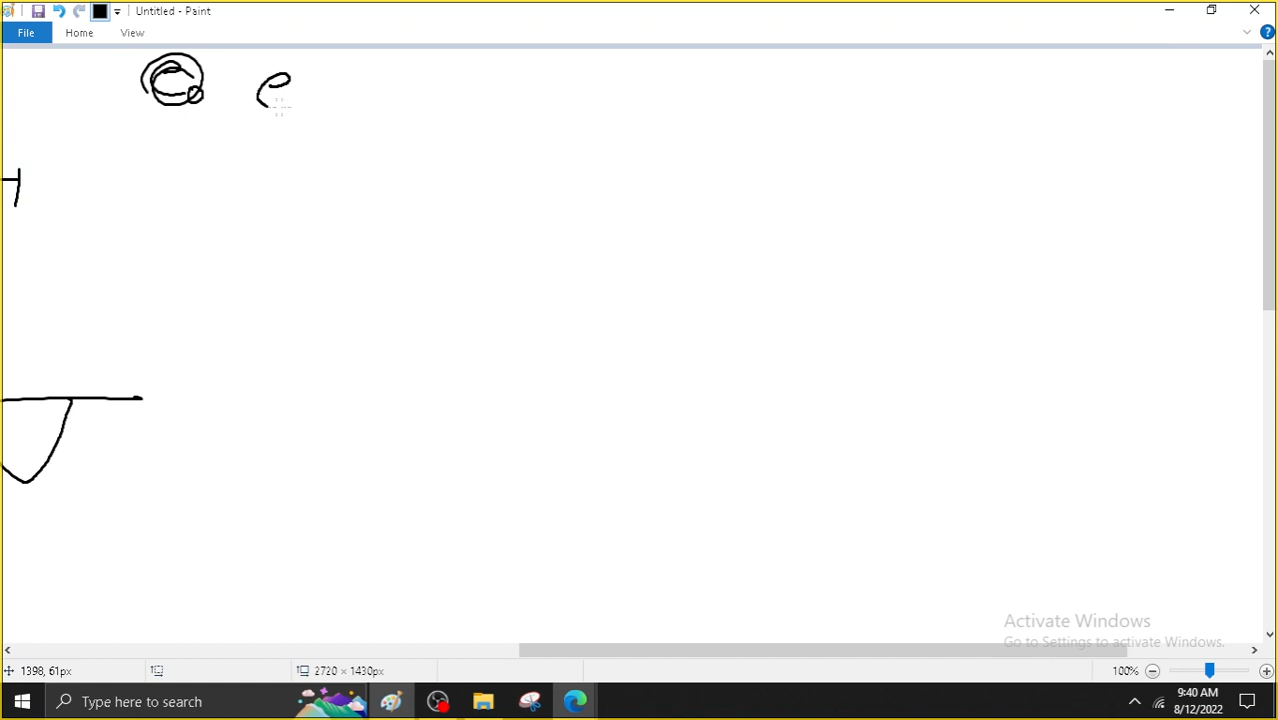 Untitled - Paint
File Home View
e
Activate Windows
Go to Settings to activate Windows.
1398, 61px 2720 × 1430px 100%
Type here to search 9:40 AM
8/12/2022